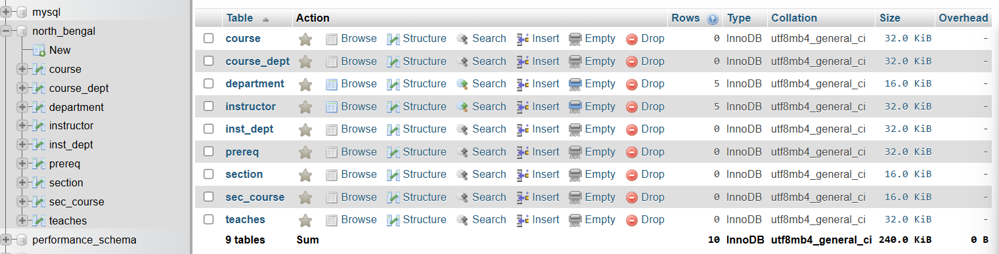 mysql
north_bengal
New
course
course_dept
department
instructor
inst_dept
prereq
section
sec_course
teaches
performance_schema
Table Action Rows Type Collation Size Overhead
course Browse Structure Search Insert Empty Drop 0 InnoDB utf8mb4_general_ci 32.0 KiB -
course_dept Browse Structure Search Insert Empty Drop 0 InnoDB utf8mb4_general_ci 32.0 KiB -
department Browse Structure Search Insert Empty Drop 5 InnoDB utf8mb4_general_ci 16.0 KiB -
instructor Browse Structure Search Insert Empty Drop 5 InnoDB utf8mb4_general_ci 32.0 KiB -
inst_dept Browse Structure Search Insert Empty Drop 0 InnoDB utf8mb4_general_ci 32.0 KiB -
prereq Browse Structure Search Insert Empty Drop 0 InnoDB utf8mb4_general_ci 32.0 KiB -
section Browse Structure Search Insert Empty Drop 0 InnoDB utf8mb4_general_ci 16.0 KiB -
sec_course Browse Structure Search Insert Empty Drop 0 InnoDB utf8mb4_general_ci 16.0 KiB -
teaches Browse Structure Search Insert Empty Drop 0 InnoDB utf8mb4_general_ci 32.0 KiB -
9 tables Sum 10 InnoDB utf8mb4_general_ci 240.0 KiB 0 B